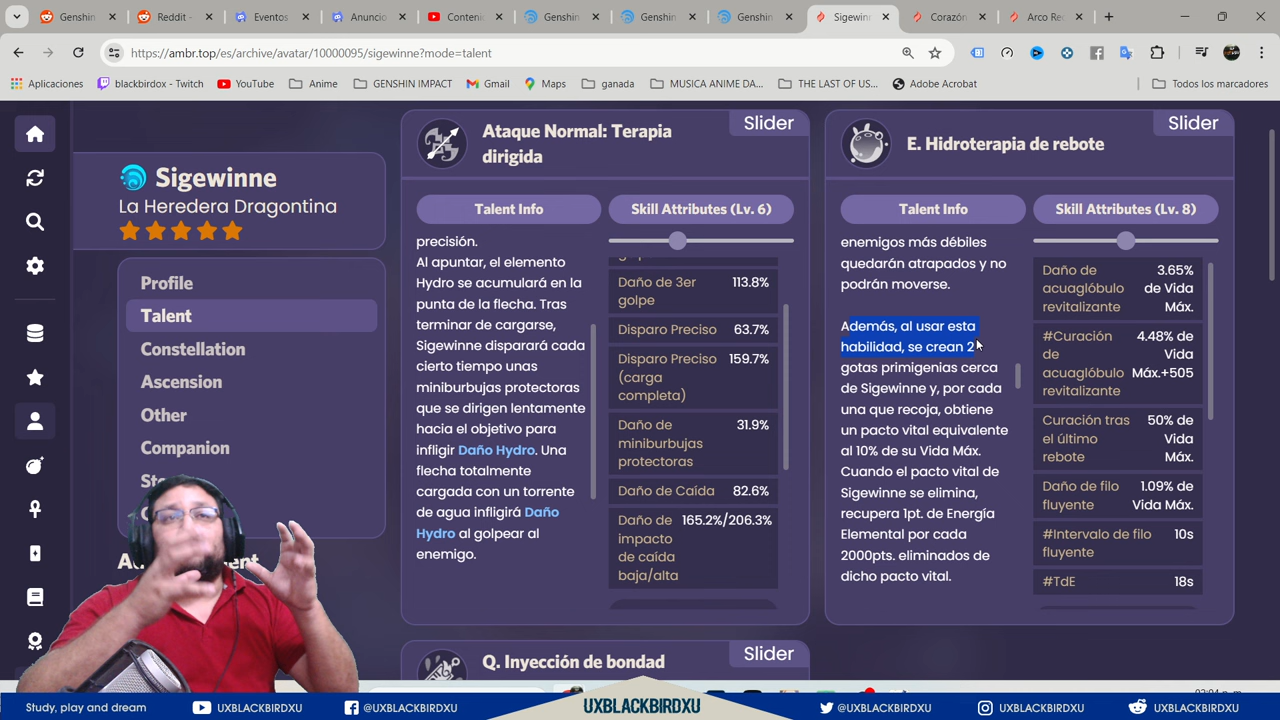 Genshin
Reddit -
Eventos
Anuncio
Conteni
Genshin
Genshin
Genshin
Sigewinn
Corazón
Arco Re
https://ambr.top/es/archive/avatar/10000095/sigewinne?mode=talent
Aplicaciones
blackbirdox - Twitch
YouTube
Anime
GENSHIN IMPACT
Gmail
Maps
ganada
MUSICA ANIME DA...
THE LAST OF US...
Adobe Acrobat
Todos los marcadores
Sigewinne
La Heredera Dragontina
Profile
Talent
Constellation
Ascension
Other
Companion
Ataque Normal: Terapia
dirigida
Slider
Talent Info
Skill Attributes (Lv. 6)
precisión.
Al apuntar, el elemento
Hydro se acumulará en la
punta de la flecha. Tras
terminar de cargarse,
Sigewinne disparará cada
cierto tiempo unas
miniburbujas protectoras
que se dirigen lentamente
hacia el objetivo para
infligir Daño Hydro. Una
flecha totalmente
cargada con un torrente
de agua infligirá Daño
Hydro al golpear al
enemigo.
Daño de 3er 113.8%
golpe
Disparo Preciso 63.7%
Disparo Preciso 159.7%
(carga
completa)
Daño de 31.9%
miniburbujas
protectoras
Daño de Caída 82.6%
Daño de 165.2%/206.3%
impacto
de caída
baja/alta
E. Hidroterapia de rebote
Slider
Talent Info
Skill Attributes (Lv. 8)
enemigos más débiles
quedarán atrapados y no
podrán moverse.
Además, al usar esta
habilidad, se crean 2
gotas primigenias cerca
de Sigewinne y, por cada
una que recoja, obtiene
un pacto vital equivalente
al 10% de su Vida Máx.
Cuando el pacto vital de
Sigewinne se elimina,
recupera 1pt. de Energía
Elemental por cada
2000pts. eliminados de
dicho pacto vital.
Daño de 3.65%
acuaglóbulo de Vida
revitalizante Máx.
#Curación 4.48% de
de Vida
acuaglóbulo Máx.+505
revitalizante
Curación tras 50% de
el último Vida
rebote Máx.
Daño de filo 1.09% de
fluyente Vida Máx.
#Intervalo de filo 10s
fluyente
#TdE 18s
Q. Inyección de bondad
Slider
Study, play and dream
UXBLACKBIRDXU
@UXBLACKBIRDXU
UXBLACKBIRDXU
@UXBLACKBIRDXU
UXBLACKBIRDXU
UXBLACKBIRDXU